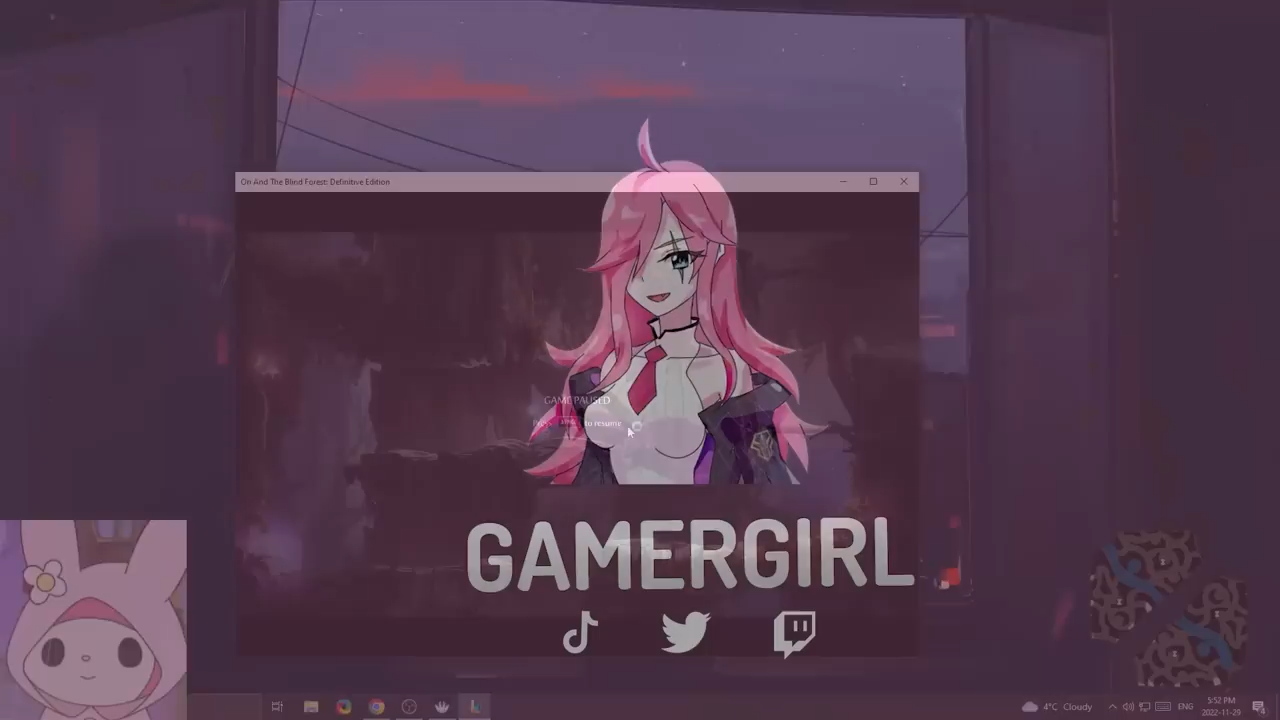 Ori And The Blind Forest: Definitive Edition
GAME PAUSED
Press
to resume
GAMERGIRL
4°C Cloudy
ENG
5:52 PM
2022-11-29